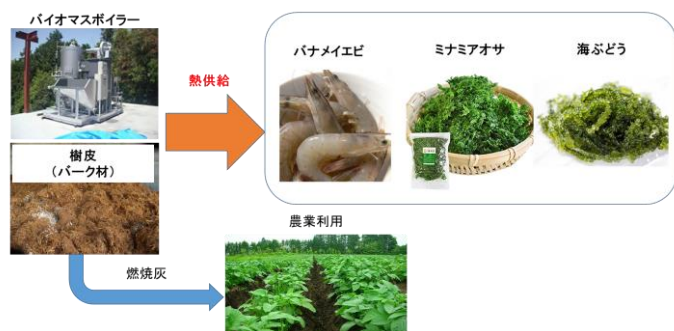 バイオマスボイラー
樹皮
(バーク材)
熱供給
バナメイエビ
ミナミアオサ
海ぶどう
農業利用
燃焼灰